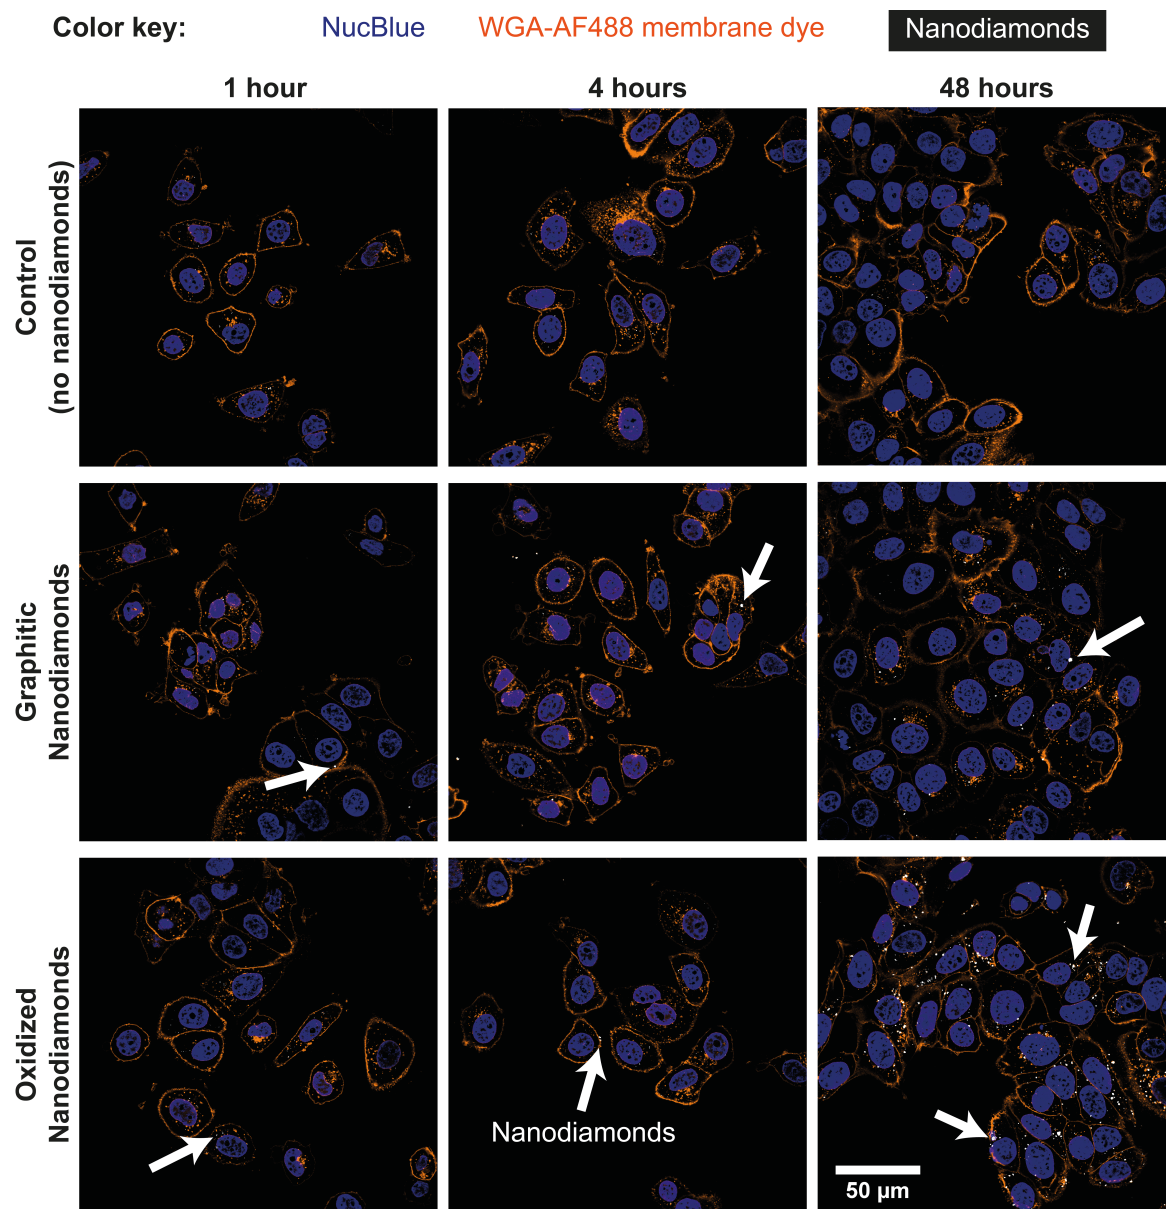 Color key: NucBlue WGA-AF488 membrane dye Nanodiamonds
1 hour 4 hours 48 hours
Control
(no nanodiamonds)
Graphitic
Nanodiamonds
Oxidized
Nanodiamonds
Nanodiamonds
50 µm